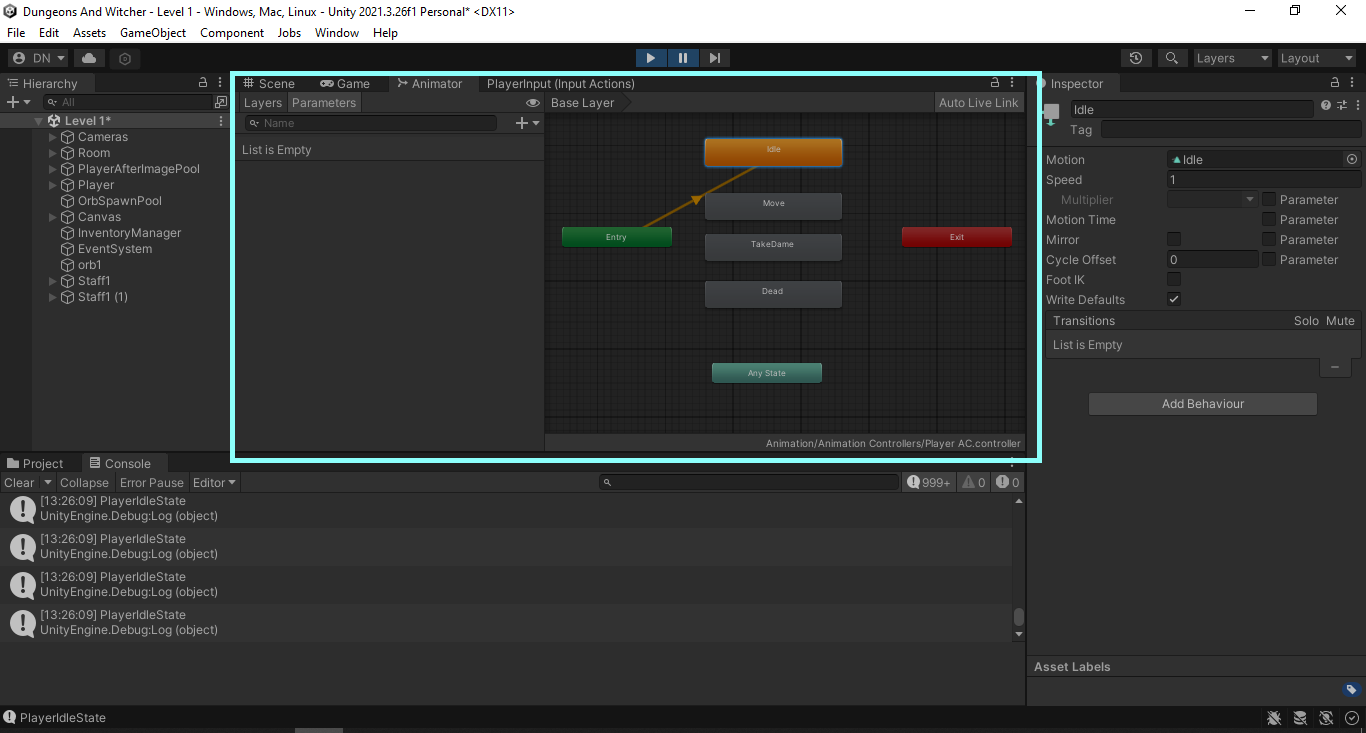 Dungeons And Witcher - Level 1 - Windows, Mac, Linux - Unity 2021.3.26f1 Personal* <DX11>
File Edit Assets GameObject Component Jobs Window Help
DN Layers Layout
Hierarchy
All
Level 1*
Cameras
Room
PlayerAfterImagePool
Player
OrbSpawnPool
Canvas
InventoryManager
EventSystem
orb1
Staff1
Staff1 (1)
Scene Game Animator PlayerInput (Input Actions)
Layers Parameters Base Layer Auto Live Link
Name
List is Empty
Idle
Move
Entry
TakeDame
Exit
Dead
Any State
Animation/Animation Controllers/Player AC.controller
Inspector
Idle
Tag
Motion Idle
Speed 1
Multiplier Parameter
Motion Time Parameter
Mirror Parameter
Cycle Offset 0 Parameter
Foot IK
Write Defaults
Transitions Solo Mute
List is Empty
Add Behaviour
Asset Labels
Project Console
Clear Collapse Error Pause Editor 999+ 0 0
[13:26:09] PlayerIdleState
UnityEngine.Debug:Log (object)
[13:26:09] PlayerIdleState
UnityEngine.Debug:Log (object)
[13:26:09] PlayerIdleState
UnityEngine.Debug:Log (object)
[13:26:09] PlayerIdleState
UnityEngine.Debug:Log (object)
PlayerIdleState